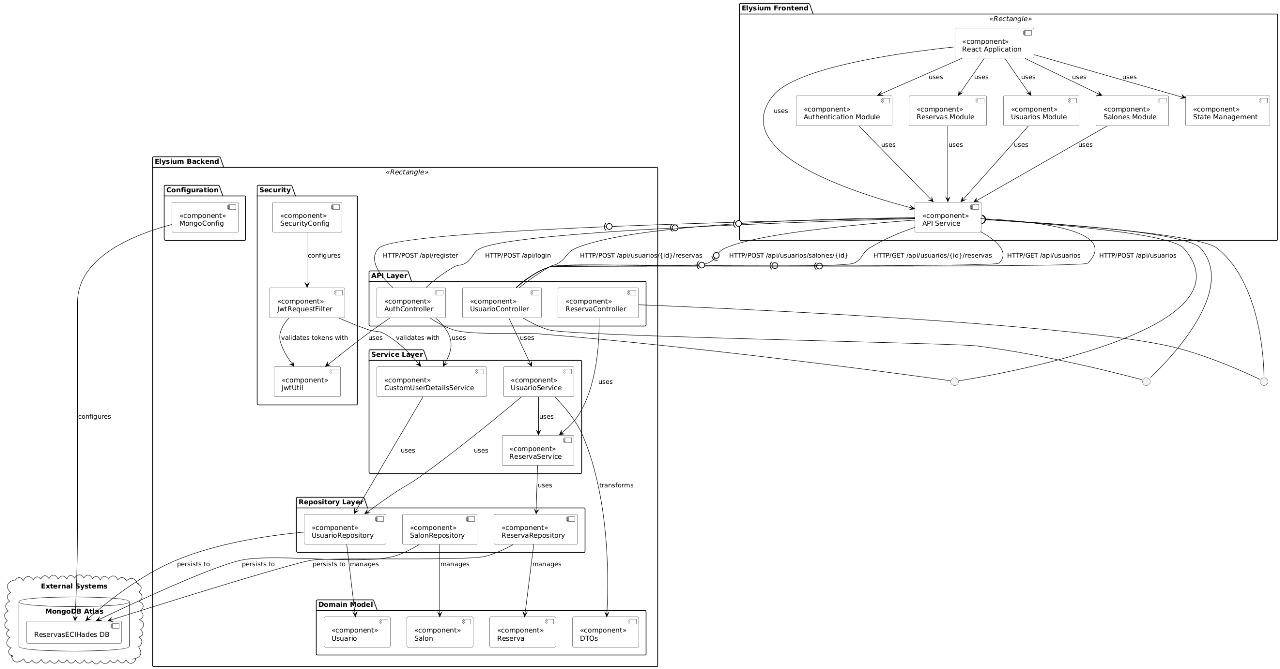 Elysium Frontend
«Rectangle»
«component»
React Application
uses
uses
uses
uses
uses
uses
«component»
Authentication Module
«component»
Reservas Module
«component»
Usuarios Module
«component»
Salones Module
«component»
State Management
uses
uses
uses
uses
«component»
API Service
Elysium Backend
«Rectangle»
Configuration
«component»
MongoConfig
Security
«component»
SecurityConfig
configures
HTTP/POST /api/register
HTTP/POST /api/login
HTTP/POST /api/usuarios/{id}/reservas
HTTP/POST /api/usuarios/salones/{id}
HTTP/GET /api/usuarios/{id}/reservas
HTTP/GET /api/usuarios
HTTP/POST /api/usuarios
API Layer
«component»
JwtRequestFilter
«component»
AuthController
«component»
UsuarioController
«component»
ReservaController
validates tokens with
uses
validates with
uses
uses
Service Layer
«component»
JwtUtil
«component»
CustomUserDetailsService
«component»
UsuarioService
uses
configures
uses
«component»
ReservaService
uses
uses
uses
transforms
Repository Layer
«component»
UsuarioRepository
«component»
SalonRepository
«component»
ReservaRepository
persists to
persists to
persists to
manages
manages
manages
External Systems
MongoDB Atlas
ReservasECIHades DB
Domain Model
«component»
Usuario
«component»
Salon
«component»
Reserva
«component»
DTOs